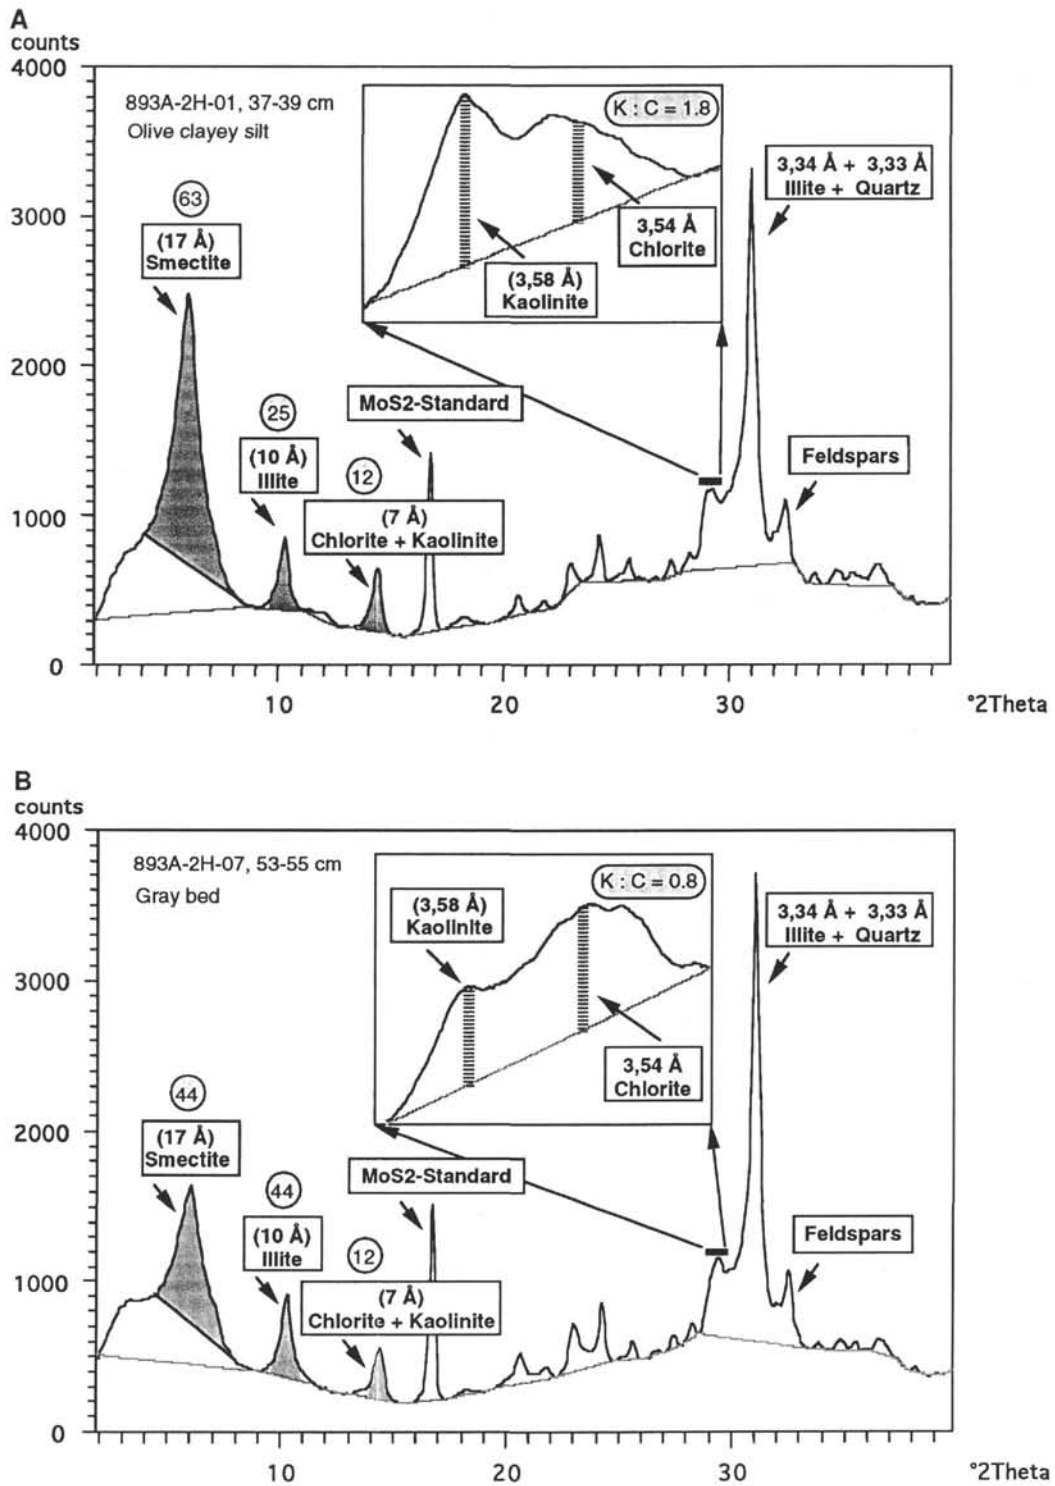 A
counts
4000
3000
2000
1000
0
893A-2H-01, 37-39 cm
Olive clayey silt
63
(17 Å)
Smectite
25
(10 Å)
Illite
12
(7 Å)
Chlorite + Kaolinite
MoS2-Standard
K : C = 1.8
3,54 Å
Chlorite
(3,58 Å)
Kaolinite
3,34 Å + 3,33 Å
Illite + Quartz
Feldspars
10
20
30
°2Theta
B
counts
4000
3000
2000
1000
0
893A-2H-07, 53-55 cm
Gray bed
44
(17 Å)
Smectite
44
(10 Å)
Illite
12
(7 Å)
Chlorite + Kaolinite
MoS2-Standard
K : C = 0.8
(3,58 Å)
Kaolinite
3,54 Å
Chlorite
3,34 Å + 3,33 Å
Illite + Quartz
Feldspars
10
20
30
°2Theta